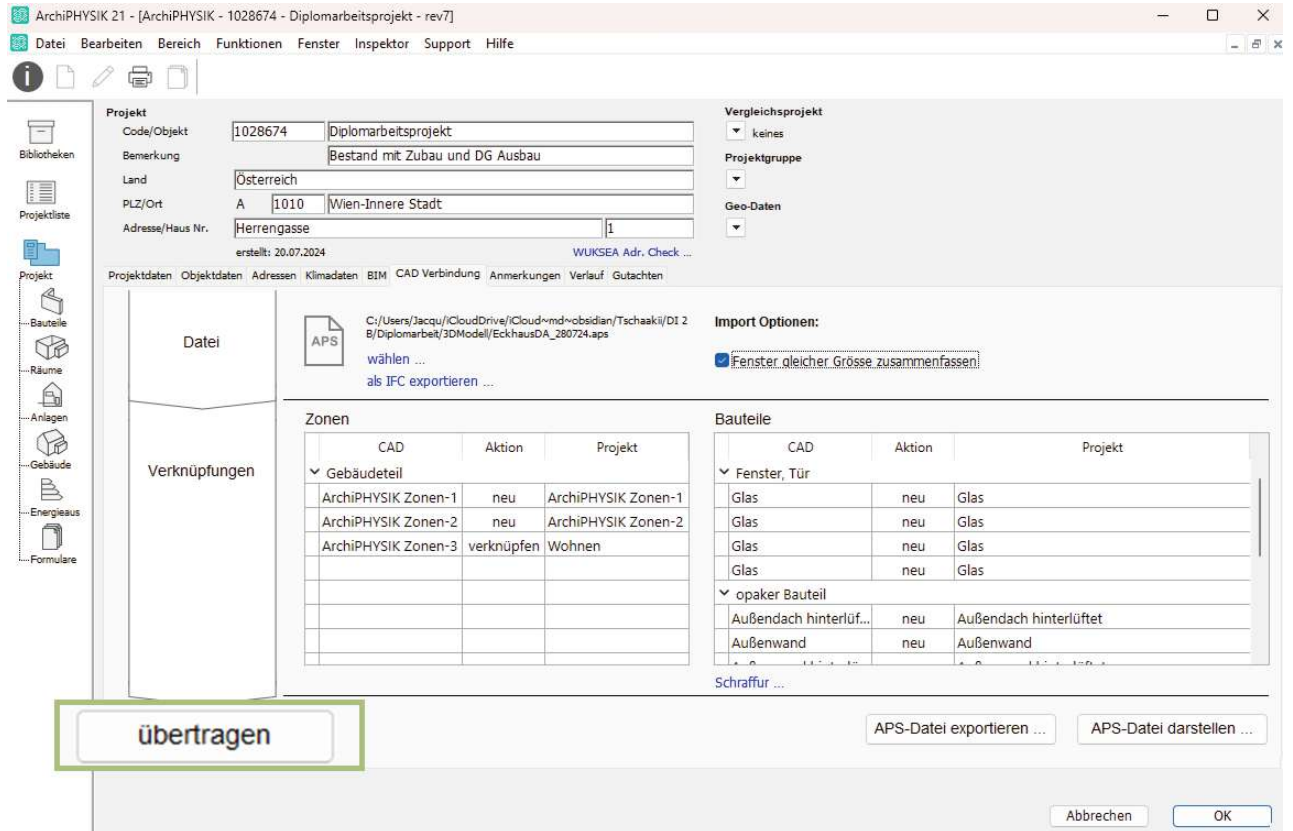 ArchiPHYSIK 21 - [ArchiPHYSIK - 1028674 - Diplomarbeitsprojekt - rev7]
Datei Bearbeiten Bereich Funktionen Fenster Inspektor Support Hilfe
Bibliotheken
Projektliste
Projekt
Bauteile
Räume
Anlagen
Gebäude
Energieaus
Formulare
Projekt
Code/Objekt 1028674 Diplomarbeitsprojekt
Bemerkung Bestand mit Zubau und DG Ausbau
Land Österreich
PLZ/Ort A 1010 Wien-Innere Stadt
Adresse/Haus Nr. Herrengasse 1
erstellt: 20.07.2024 WUKSEA Adr. Check ...
Vergleichsprojekt
keines
Projektgruppe
Geo-Daten
Projektdaten Objektdaten Adressen Klimadaten BIM CAD Verbindung Anmerkungen Verlauf Gutachten
Datei
APS
C:/Users/Jacqu/iCloudDrive/iCloud~md~obsidian/Tschaakii/DI 2
B/Diplomarbeit/3DModell/EckhausDA_280724.aps
wählen ...
als IFC exportieren ...
Import Optionen:
Fenster gleicher Grösse zusammenfassen
Verknüpfungen
Zonen
CAD Aktion Projekt
Gebäudeteil
ArchiPHYSIK Zonen-1 neu ArchiPHYSIK Zonen-1
ArchiPHYSIK Zonen-2 neu ArchiPHYSIK Zonen-2
ArchiPHYSIK Zonen-3 verknüpfen Wohnen
Bauteile
CAD Aktion Projekt
Fenster, Tür
Glas neu Glas
Glas neu Glas
Glas neu Glas
Glas neu Glas
opaker Bauteil
Außendach hinterlüf... neu Außendach hinterlüftet
Außenwand neu Außenwand
Schraffur ...
übertragen
APS-Datei exportieren ... APS-Datei darstellen ...
Abbrechen OK